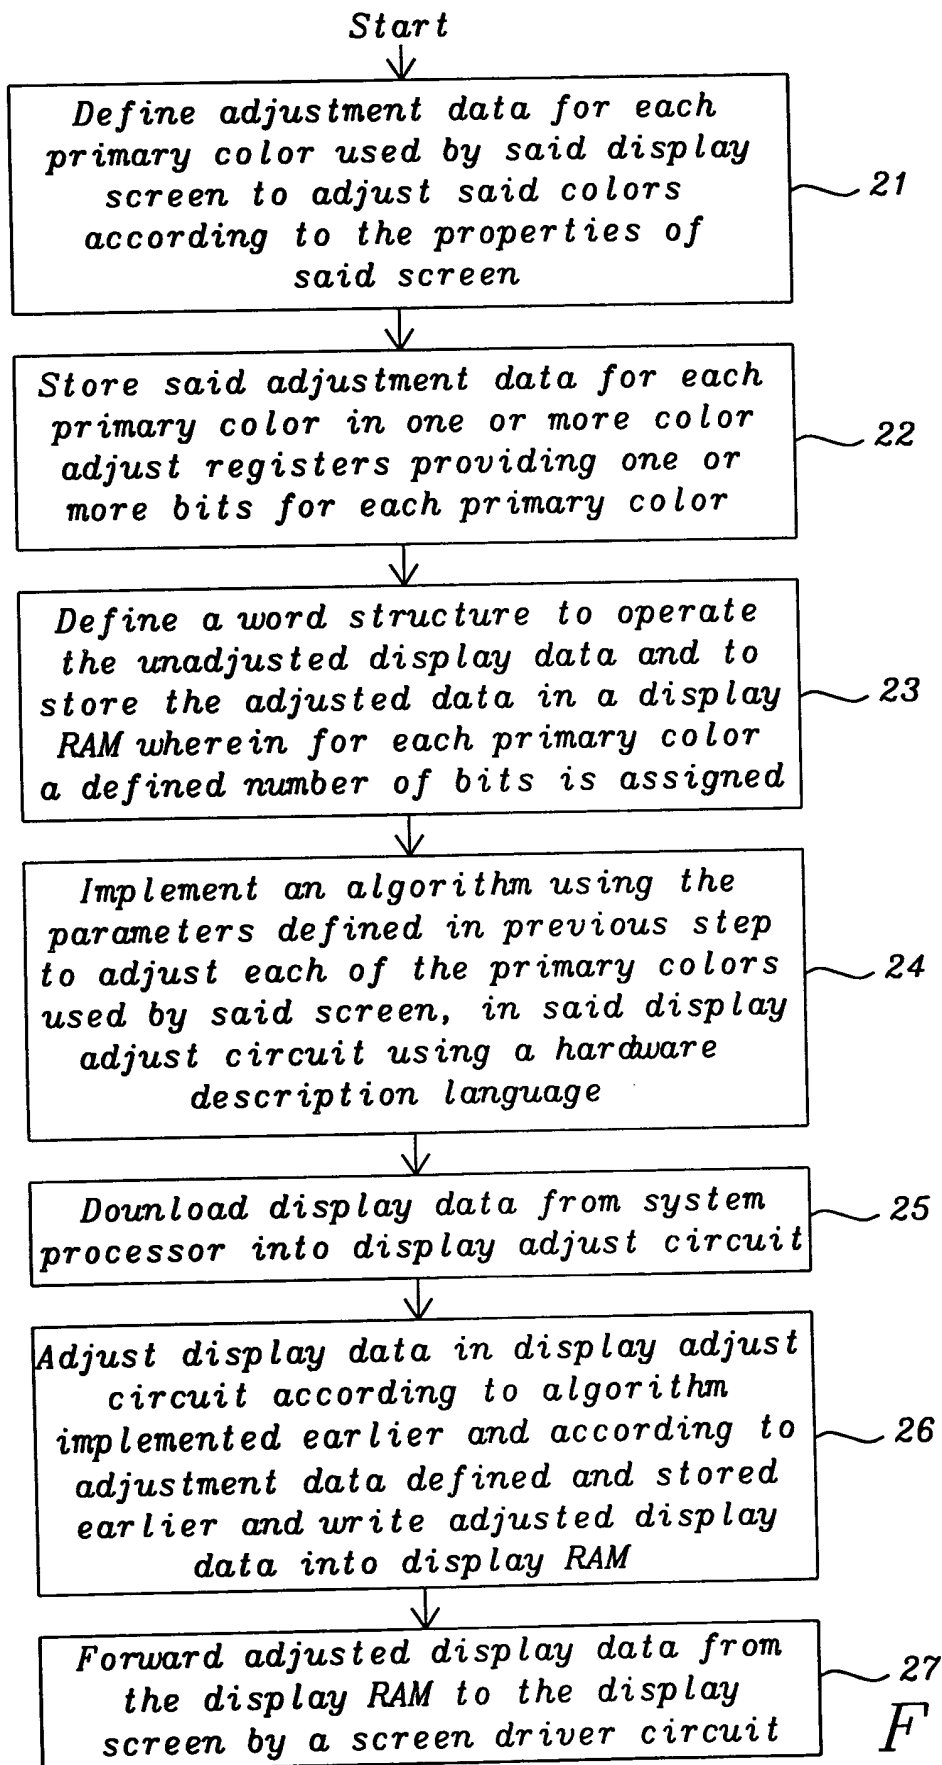 Start
Define adjustment data for each
primary color used by said display
screen to adjust said colors
according to the properties of
said screen
21
Store said adjustment data for each
primary color in one or more color
adjust registers providing one or
more bits for each primary color
22
Define a word structure to operate
the unadjusted display data and to
store the adjusted data in a display
RAM wherein for each primary color
a defined number of bits is assigned
23
Implement an algorithm using the
parameters defined in previous step
to adjust each of the primary colors
used by said screen, in said display
adjust circuit using a hardware
description language
24
Download display data from system
processor into display adjust circuit
25
Adjust display data in display adjust
circuit according to algorithm
implemented earlier and according to
adjustment data defined and stored
earlier and write adjusted display
data into display RAM
26
Forward adjusted display data from
the display RAM to the display
screen by a screen driver circuit
27
F